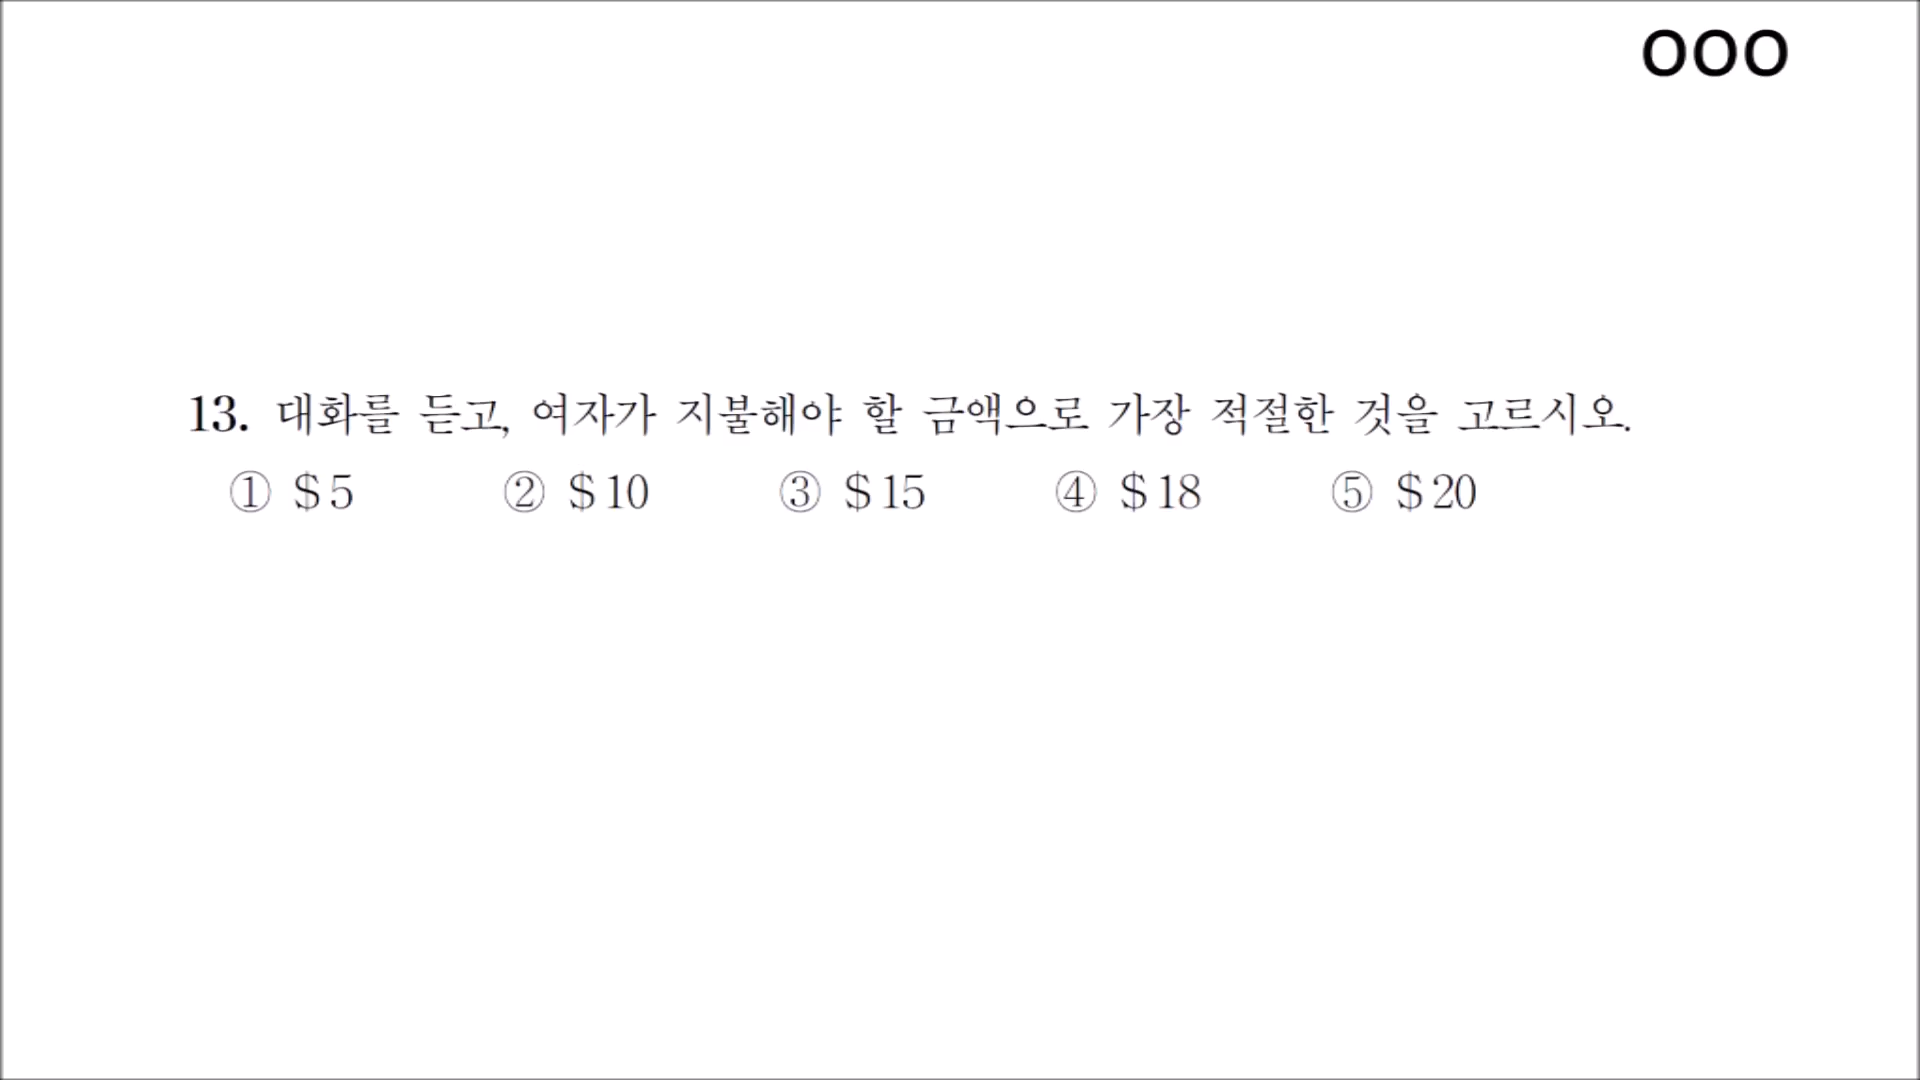 OOO
13. 대화를 듣고, 여자가 지불해야 할 금액으로 가장 적절한 것을 고르시오.
① $5 ② $10 ③ $15 ④ $18 ⑤ $20